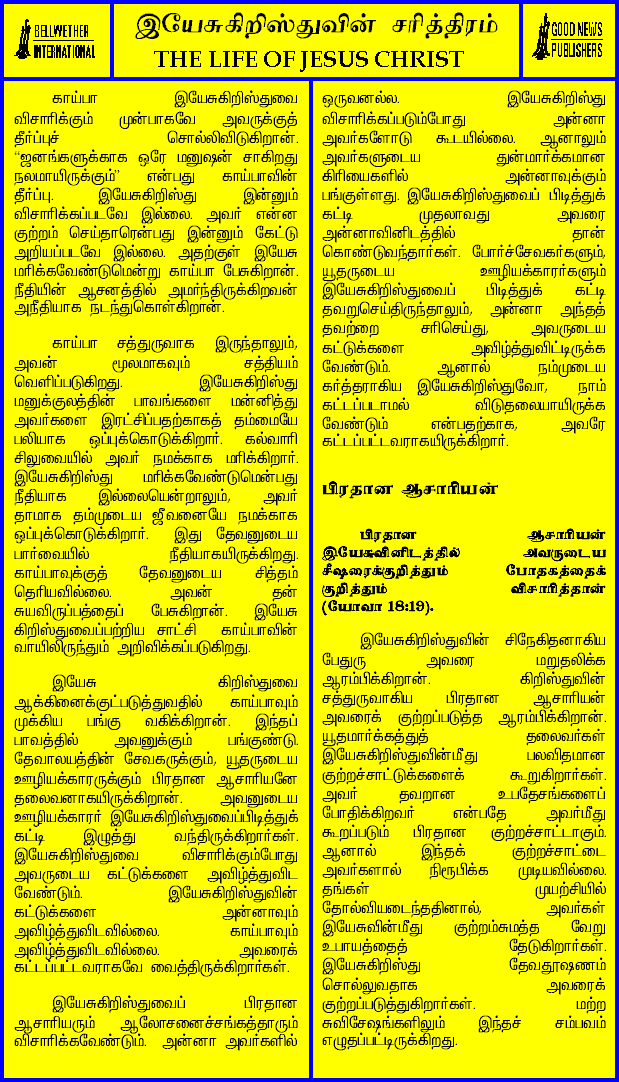 BELLWETHER
INTERNATIONAL
இயேசுகிறிஸ்துவின் சரித்திரம்
THE LIFE OF JESUS CHRIST
GOOD NEWS
PUBLISHERS
காய்பா இயேசுகிறிஸ்துவை
விசாரிக்கும் முன்பாகவே அவருக்குத்
தீர்ப்புச் சொல்லிவிடுகிறான்.
“ஜனங்களுக்காக ஒரே மனுஷன் சாகிறது
நலமாயிருக்கும்” என்பது காய்பாவின்
தீர்ப்பு. இயேசுகிறிஸ்து இன்னும்
விசாரிக்கப்படவே இல்லை. அவர் என்ன
குற்றம் செய்தாரென்பது இன்னும் கேட்டு
அறியப்படவே இல்லை. அதற்குள் இயேசு
மரிக்கவேண்டுமென்று காய்பா பேசுகிறான்.
நீதியின் ஆசனத்தில் அமர்ந்திருக்கிறவன்
அநீதியாக நடந்துகொள்கிறான்.
காய்பா சத்துருவாக இருந்தாலும்,
அவன் மூலமாகவும் சத்தியம்
வெளிப்படுகிறது. இயேசுகிறிஸ்து
மனுக்குலத்தின் பாவங்களை மன்னித்து
அவர்களை இரட்சிப்பதற்காகத் தம்மையே
பலியாக ஒப்புக்கொடுக்கிறார். கல்வாரி
சிலுவையில் அவர் நமக்காக மரிக்கிறார்.
இயேசுகிறிஸ்து மரிக்கவேண்டுமென்பது
நீதியாக இல்லையென்றாலும், அவர்
தாமாக தம்முடைய ஜீவனையே நமக்காக
ஒப்புக்கொடுக்கிறார். இது தேவனுடைய
பார்வையில் நீதியாகயிருக்கிறது.
காய்பாவுக்குத் தேவனுடைய சித்தம்
தெரியவில்லை. அவன் தன்
சுயவிருப்பத்தைப் பேசுகிறான். இயேசு
கிறிஸ்துவைப்பற்றிய சாட்சி காய்பாவின்
வாயிலிருந்தும் அறிவிக்கப்படுகிறது.
இயேசு கிறிஸ்துவை
ஆக்கினைக்குட்படுத்துவதில் காய்பாவும்
முக்கிய பங்கு வகிக்கிறான். இந்தப்
பாவத்தில் அவனுக்கும் பங்குண்டு.
தேவாலயத்தின் சேவகருக்கும், யூதருடைய
ஊழியக்காரருக்கும் பிரதான ஆசாரியனே
தலைவனாகயிருக்கிறான். அவனுடைய
ஊழியக்காரர் இயேசுகிறிஸ்துவைப்பிடித்துக்
கட்டி இழுத்து வந்திருக்கிறார்கள்.
இயேசுகிறிஸ்துவை விசாரிக்கும்போது
அவருடைய கட்டுக்களை அவிழ்த்துவிட
வேண்டும். இயேசுகிறிஸ்துவின்
கட்டுக்களை அன்னாவும்
அவிழ்த்துவிடவில்லை. காய்பாவும்
அவிழ்த்துவிடவில்லை. அவரைக்
கட்டப்பட்டவராகவே வைத்திருக்கிறார்கள்.
இயேசுகிறிஸ்துவைப் பிரதான
ஆசாரியரும் ஆலோசனைச்சங்கத்தாரும்
விசாரிக்கவேண்டும். அன்னா அவர்களில்
ஒருவனல்ல. இயேசுகிறிஸ்து
விசாரிக்கப்படும்போது அன்னா
அவர்களோடு கூடயில்லை. ஆனாலும்
அவர்களுடைய துன்மார்க்கமான
கிரியைகளில் அன்னாவுக்கும்
பங்குள்ளது. இயேசுகிறிஸ்துவைப் பிடித்துக்
கட்டி முதலாவது அவரை
அன்னாவினிடத்தில் தான்
கொண்டுவந்தார்கள். போர்ச்சேவகர்களும்,
யூதருடைய ஊழியக்காரர்களும்
இயேசுகிறிஸ்துவைப் பிடித்துக் கட்டி
தவறுசெய்திருந்தாலும், அன்னா அந்தத்
தவற்றை சரிசெய்து, அவருடைய
கட்டுக்களை அவிழ்த்துவிட்டிருக்க
வேண்டும். ஆனால் நம்முடைய
கர்த்தராகிய இயேசுகிறிஸ்துவோ, நாம்
கட்டப்படாமல் விடுதலையாயிருக்க
வேண்டும் என்பதற்காக, அவரே
கட்டப்பட்டவராகயிருக்கிறார்.
பிரதான ஆசாரியன்
பிரதான ஆசாரியன்
இயேசுவினிடத்தில் அவருடைய
சீஷரைக்குறித்தும் போதகத்தைக்
குறித்தும் விசாரித்தான்
(யோவா 18:19).
இயேசுகிறிஸ்துவின் சிநேகிதனாகிய
பேதுரு அவரை மறுதலிக்க
ஆரம்பிக்கிறான். கிறிஸ்துவின்
சத்துருவாகிய பிரதான ஆசாரியன்
அவரைக் குற்றப்படுத்த ஆரம்பிக்கிறான்.
யூதமார்க்கத்துத் தலைவர்கள்
இயேசுகிறிஸ்துவின்மீது பலவிதமான
குற்றச்சாட்டுக்களைக் கூறுகிறார்கள்.
அவர் தவறான உபதேசங்களைப்
போதிக்கிறவர் என்பதே அவர்மீது
கூறப்படும் பிரதான குற்றச்சாட்டாகும்.
ஆனால் இந்தக் குற்றச்சாட்டை
அவர்களால் நிரூபிக்க முடியவில்லை.
தங்கள் முயற்சியில்
தோல்வியடைந்ததினால், அவர்கள்
இயேசுவின்மீது குற்றம்சுமத்த வேறு
உபாயத்தைத் தேடுகிறார்கள்.
இயேசுகிறிஸ்து தேவதூஷணம்
சொல்லுவதாக அவரைக்
குற்றப்படுத்துகிறார்கள். மற்ற
சுவிசேஷங்களிலும் இந்தச் சம்பவம்
எழுதப்பட்டிருக்கிறது.